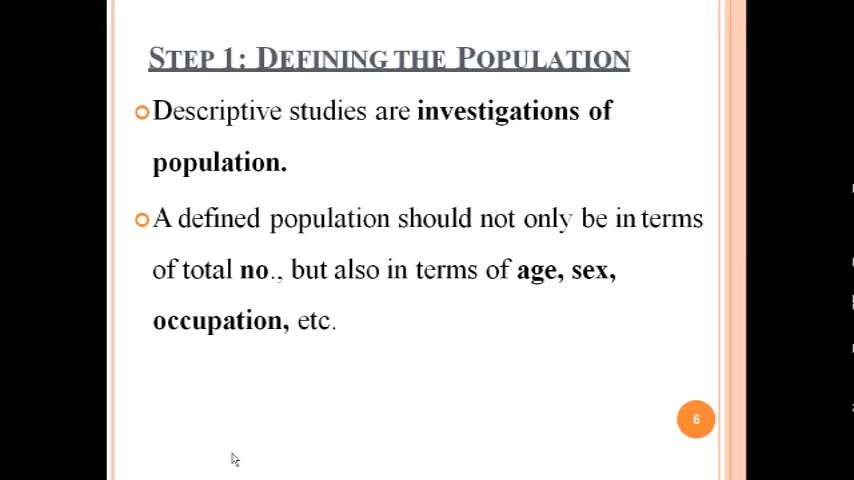 STEP 1: DEFINING THE POPULATION
Descriptive studies are investigations of
population.
A defined population should not only be in terms
of total no., but also in terms of age, sex,
occupation, etc.
6